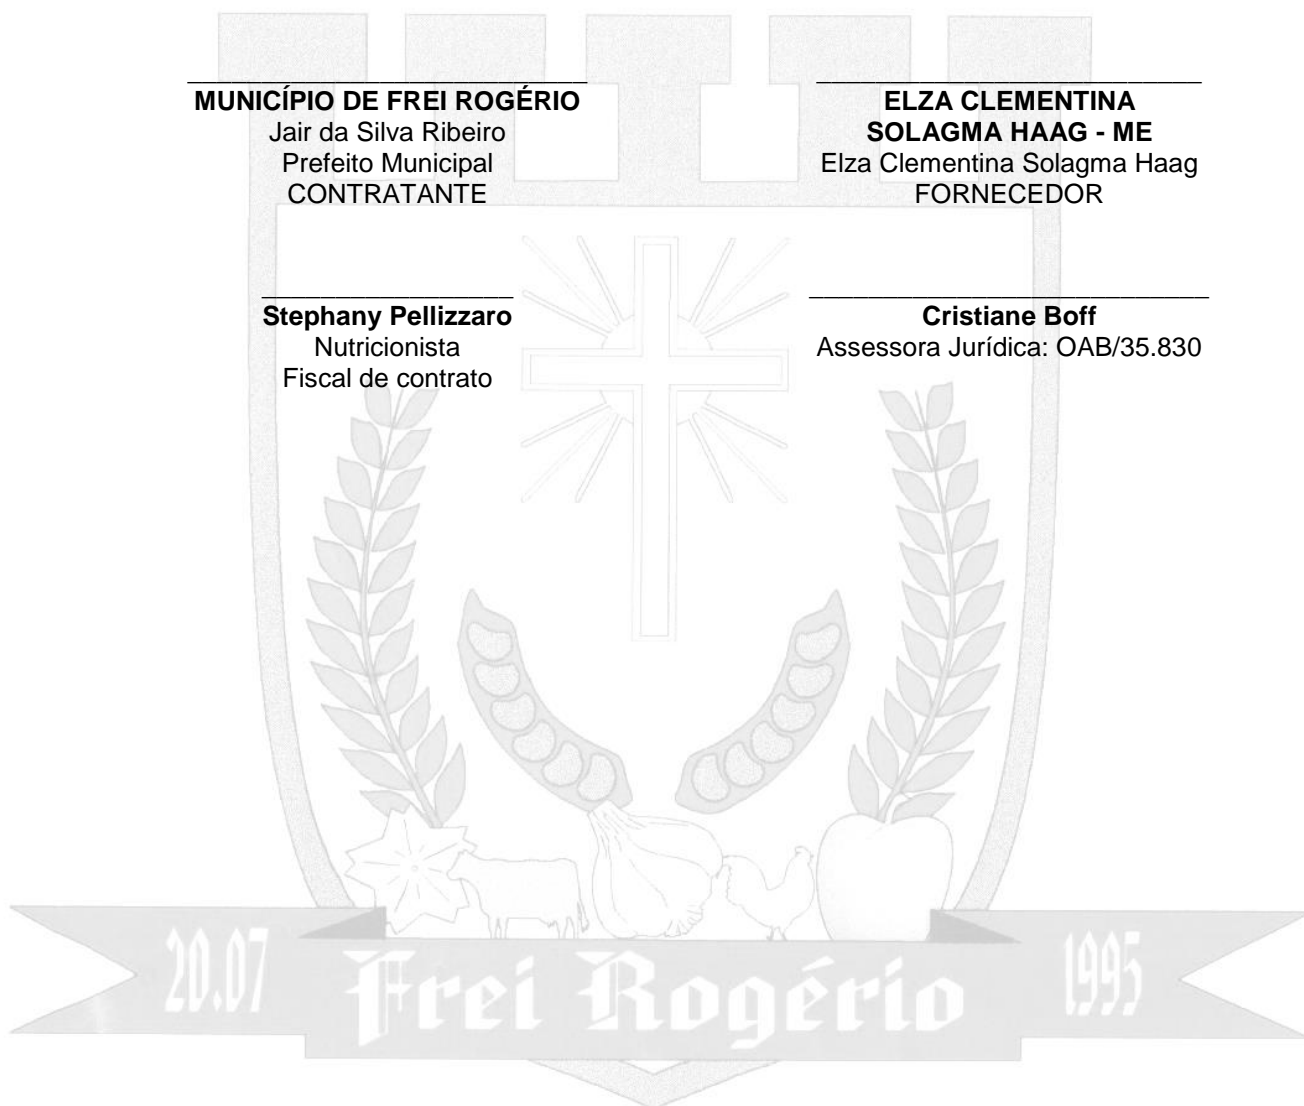 MUNICÍPIO DE FREI ROGÉRIO
Jair da Silva Ribeiro
Prefeito Municipal
CONTRATANTE
ELZA CLEMENTINA
SOLAGMA HAAG - ME
Elza Clementina Solagma Haag
FORNECEDOR
Stephany Pellizzaro
Nutricionista
Fiscal de contrato
Cristiane Boff
Assessora Jurídica: OAB/35.830
20.07
Frei Rogério
1995